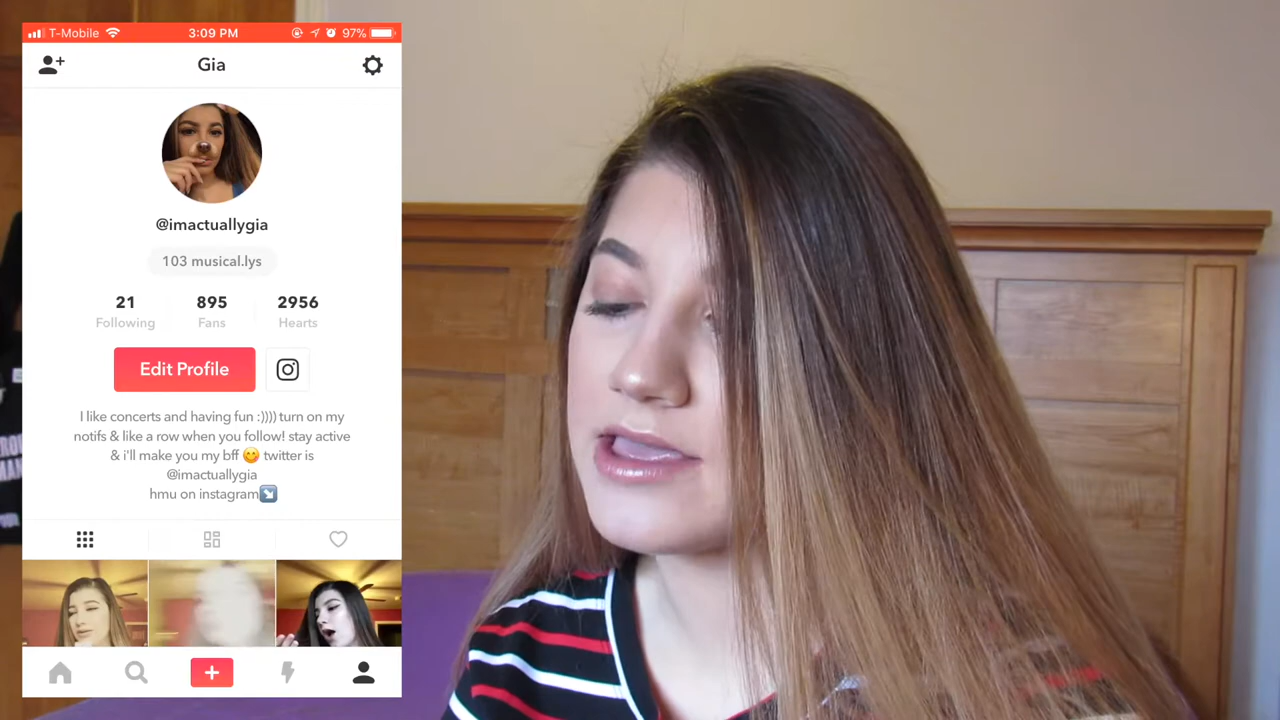 T-Mobile 3:09 PM 97%
Gia
@imactuallygia
103 musical.lys
21 895 2956
Following Fans Hearts
Edit Profile
I like concerts and having fun :)))) turn on my
notifs & like a row when you follow! stay active
& i'll make you my bff 😋 twitter is
@imactuallygia
hmu on instagram↘️